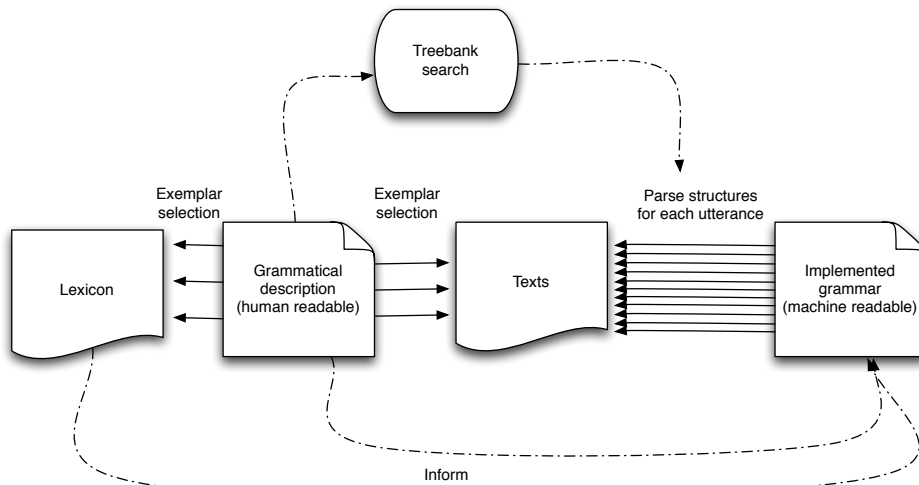 Treebank
search
Exemplar
selection
Exemplar
selection
Parse structures
for each utterance
Lexicon
Grammatical
description
(human readable)
Texts
Implemented
grammar
(machine readable)
Inform